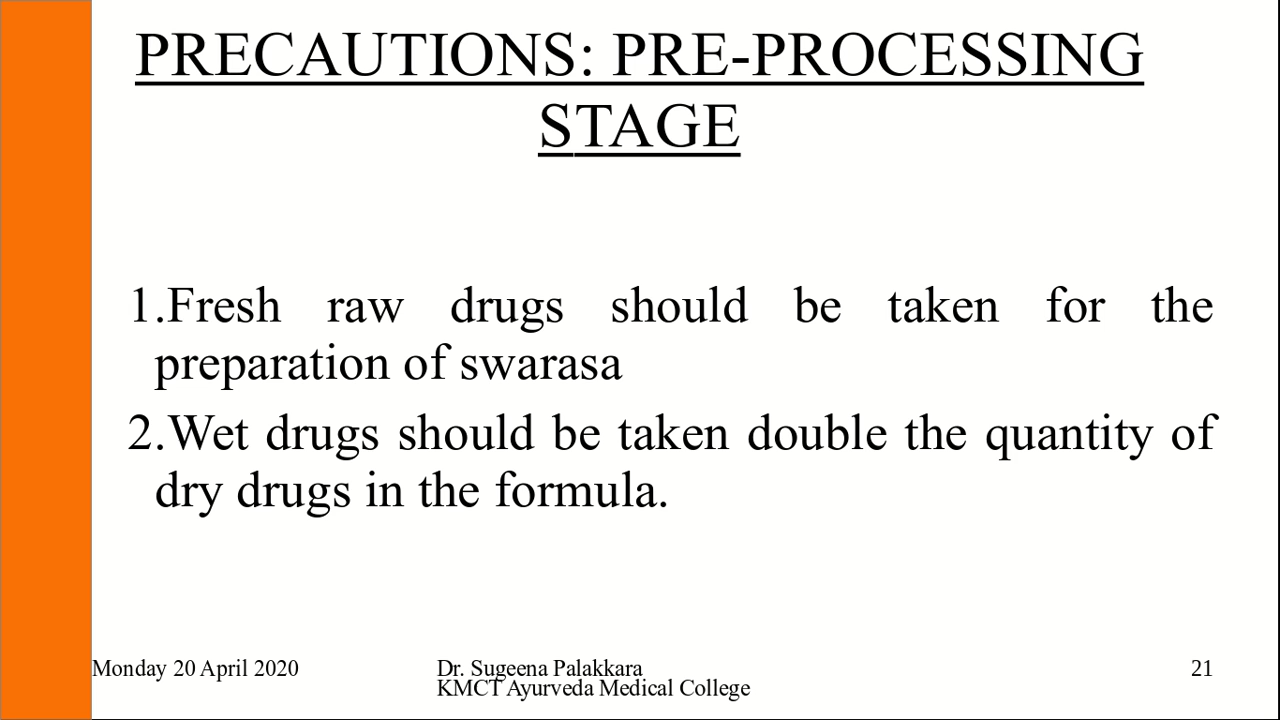 PRECAUTIONS: PRE-PROCESSING
STAGE
1.Fresh raw drugs should be taken for the
preparation of swarasa
2.Wet drugs should be taken double the quantity of
dry drugs in the formula.
Monday 20 April 2020
Dr. Sugeena Palakkara
KMCT Ayurveda Medical College
21